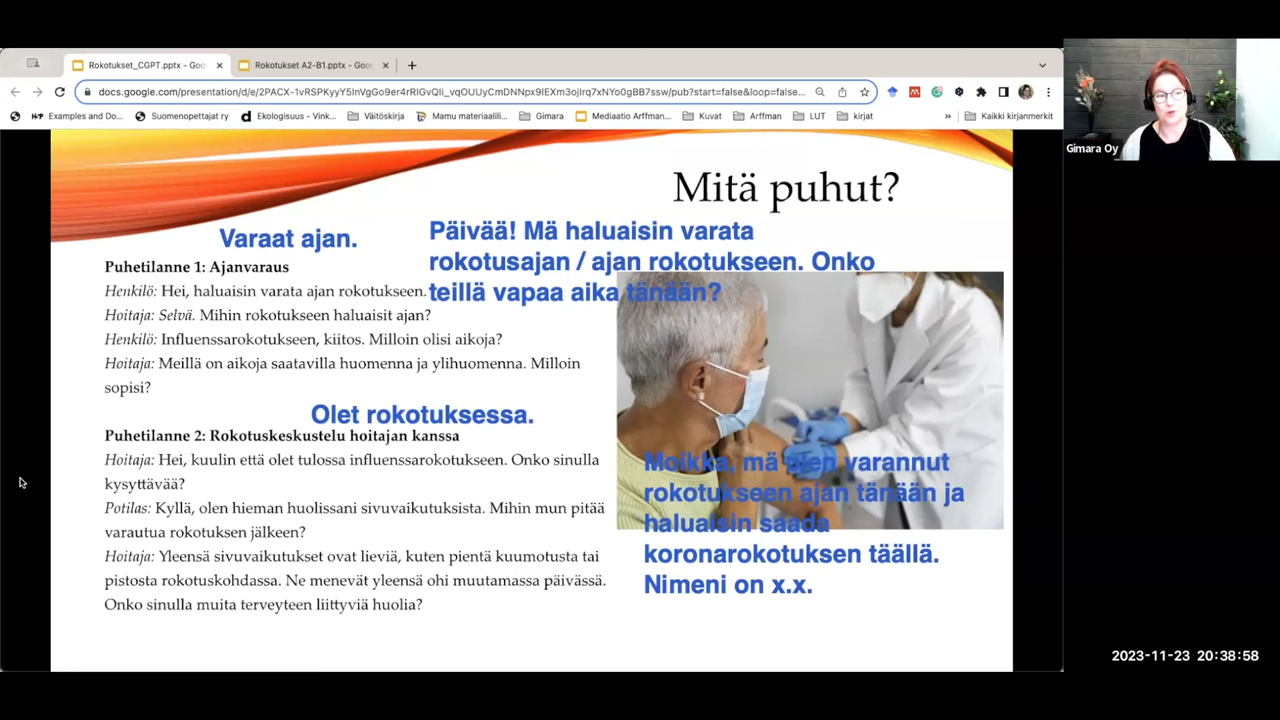 Rokotukset_CGPT.pptx - Goo
Rokotukset A2-B1.pptx - Goo
docs.google.com/presentation/d/e/2PACX-1vRSPKyyY5InVgGo9er4rRIGvQIi_vqOUUyCmDNNpx9IEXm3ojIrq7xNYo0gBB7ssw/pub?start=false&loop=false...
Examples and Do...
Suomenopettajat ry
Ekologisuus - Vink...
Väitöskirja
Mamu materiaalili...
Gimara
Mediaatio Arffman...
Kuvat
Arffman
LUT
kirjat
»
Kaikki kirjanmerkit
Gimara Oy
Mitä puhut?
Varaat ajan.
Päivää! Mä haluaisin varata
rokotusajan / ajan rokotukseen. Onko
teillä vapaa aika tänään?
Puhetilanne 1: Ajanvaraus
Henkilö: Hei, haluaisin varata ajan rokotukseen.
Hoitaja: Selvä. Mihin rokotukseen haluaisit ajan?
Henkilö: Influenssarokotukseen, kiitos. Milloin olisi aikoja?
Hoitaja: Meillä on aikoja saatavilla huomenna ja ylihuomenna. Milloin
sopisi?
Olet rokotuksessa.
Puhetilanne 2: Rokotuskeskustelu hoitajan kanssa
Hoitaja: Hei, kuulin että olet tulossa influenssarokotukseen. Onko sinulla
kysyttävää?
Potilas: Kyllä, olen hieman huolissani sivuvaikutuksista. Mihin mun pitää
varautua rokotuksen jälkeen?
Hoitaja: Yleensä sivuvaikutukset ovat lieviä, kuten pientä kuumotusta tai
pistosta rokotuskohdassa. Ne menevät yleensä ohi muutamassa päivässä.
Onko sinulla muita terveyteen liittyviä huolia?
Moikka, mä olen varannut
rokotukseen ajan tänään ja
haluaisin saada
koronarokotuksen täällä.
Nimeni on x.x.
2023-11-23 20:38:58